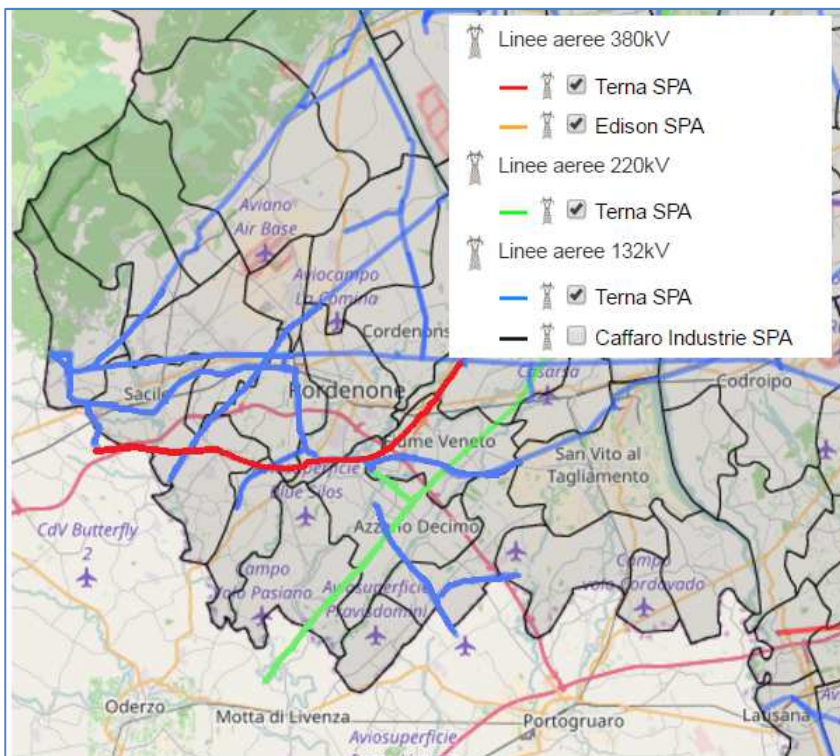 Linee aeree 380kV
Terna SPA
Edison SPA
Linee aeree 220kV
Terna SPA
Linee aeree 132kV
Terna SPA
Caffaro Industrie SPA
Aviano
Air Base
Aviocampo
La Comina
Cordenons
Casarsa
Codroipo
Sacile
Pordenone
Fiume Veneto
San Vito al
Tagliamento
CdV Butterfly
2
Blue Silos
Azzano Decimo
Campo
Volo Pasiano
Aviosuperficie
Pravisdomini
Campo
volo Cordovado
Oderzo
Motta di Livenza
Portogruaro
Lausana
Aviosuperficie